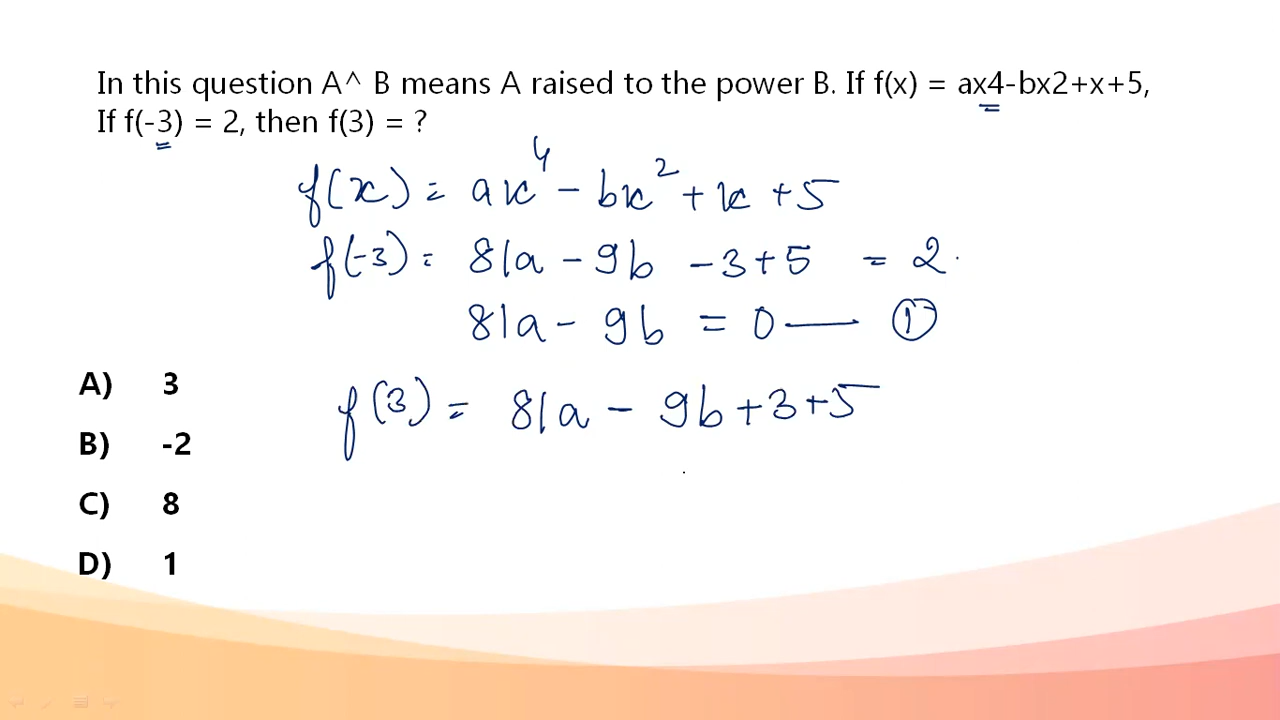 In this question A^ B means A raised to the power B. If f(x) = ax4-bx2+x+5,
If f(-3) = 2, then f(3) = ?
f(x) = ax⁴ - bx² + x + 5
f(-3) = 81a - 9b - 3 + 5 = 2
81a - 9b = 0 — ①
f(3) = 81a - 9b + 3 + 5
A) 3
B) -2
C) 8
D) 1